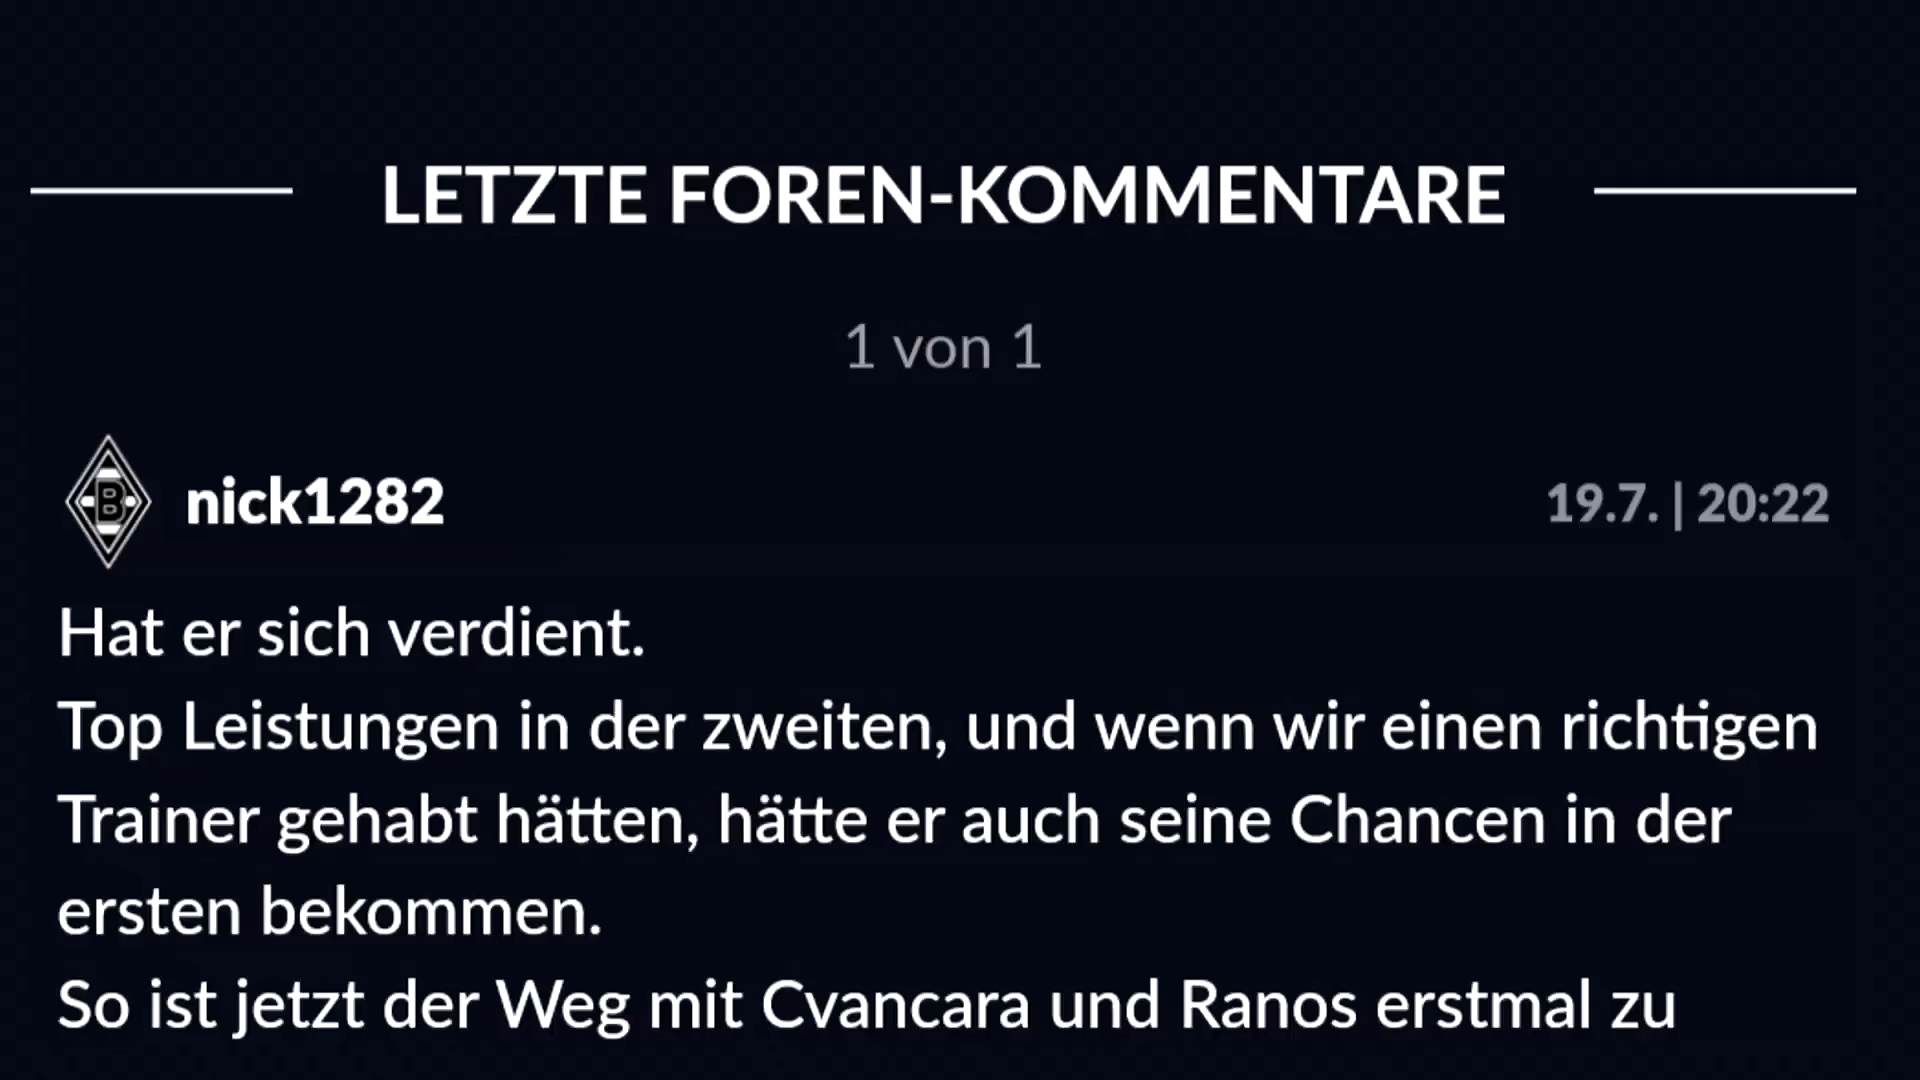 LETZTE FOREN-KOMMENTARE
1 von 1
B
nick1282
19.7. | 20:22
Hat er sich verdient.
Top Leistungen in der zweiten, und wenn wir einen richtigen
Trainer gehabt hätten, hätte er auch seine Chancen in der
ersten bekommen.
So ist jetzt der Weg mit Cvancara und Ranos erstmal zu